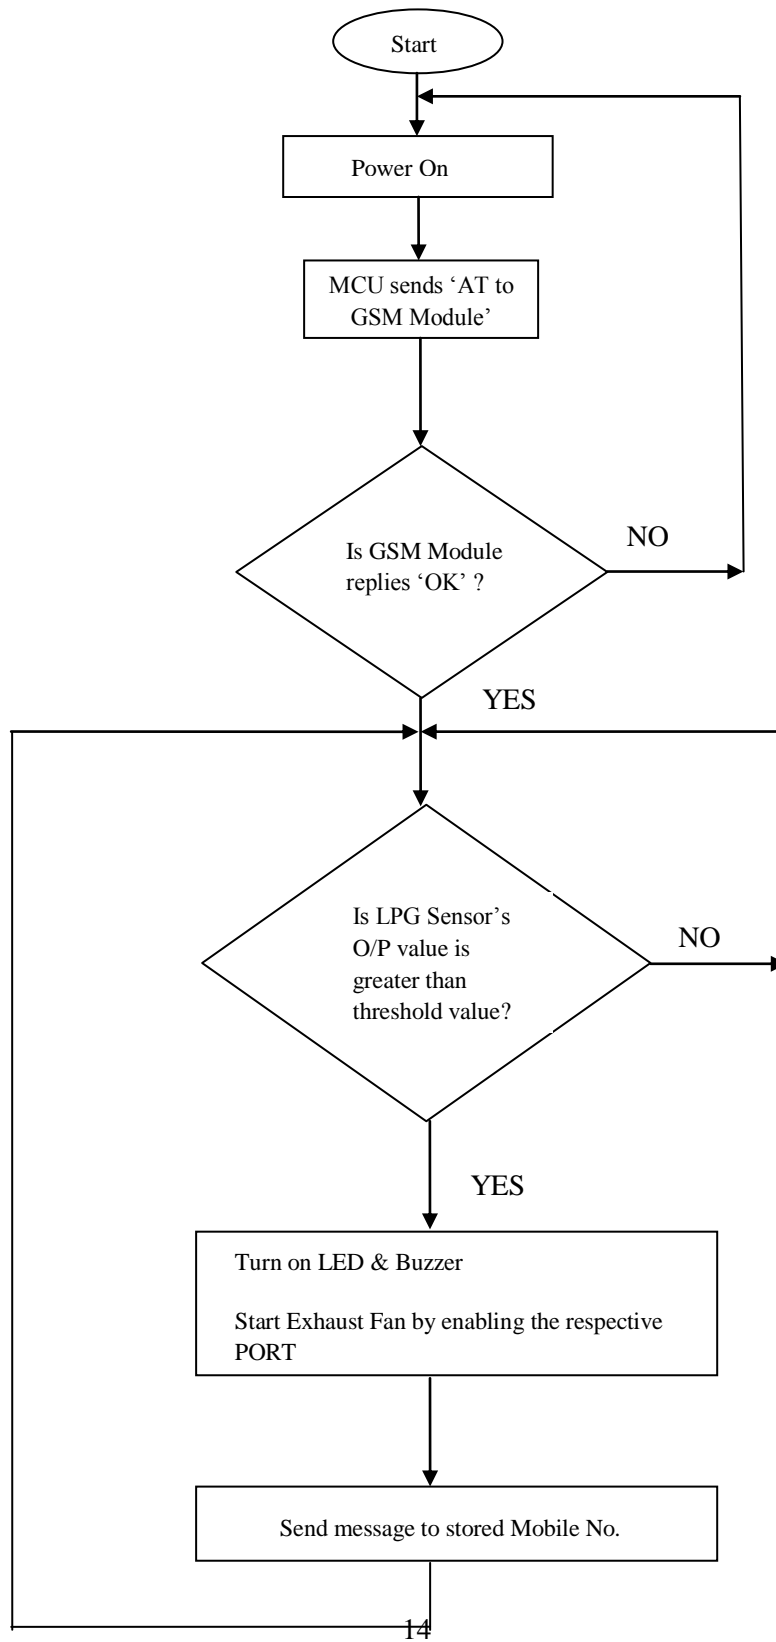 Start
Power On
MCU sends ‘AT to
GSM Module’
Is GSM Module
replies ‘OK’ ?
NO
YES
Is LPG Sensor’s
O/P value is
greater than
threshold value?
NO
YES
Turn on LED & Buzzer
Start Exhaust Fan by enabling the respective
PORT
Send message to stored Mobile No.
14